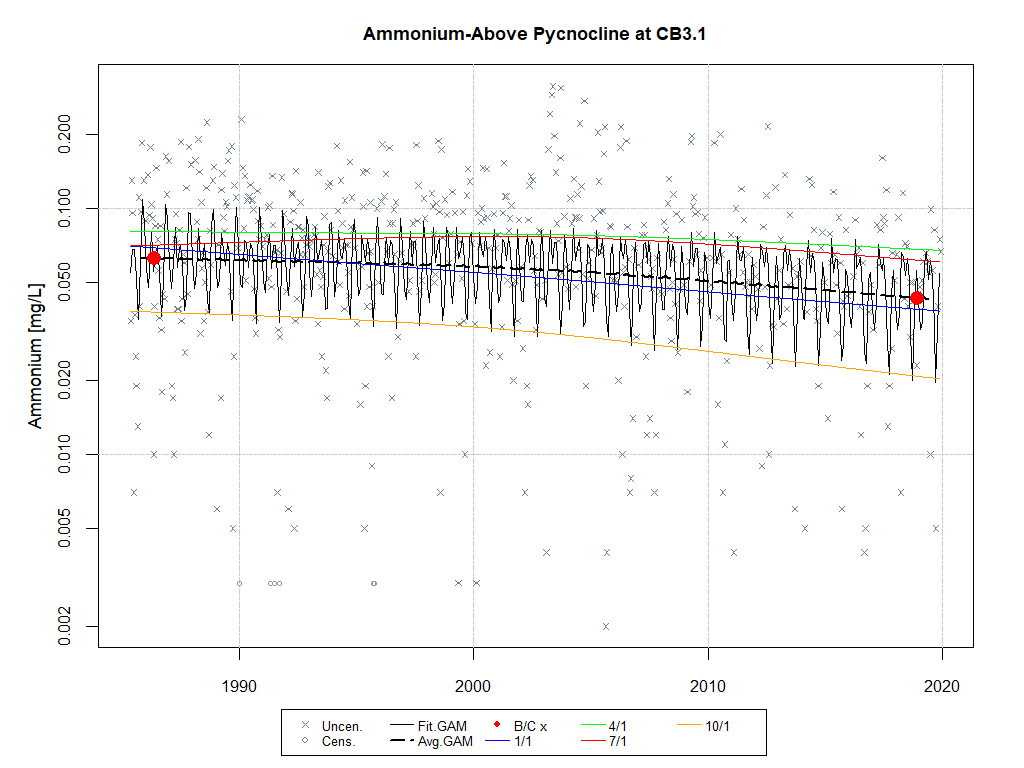 Ammonium-Above Pycnocline at CB3.1
Ammonium [mg/L]
0.200
0.100
0.050
0.020
0.010
0.005
0.002
1990 2000 2010 2020
Uncen. Fit.GAM B/C x 4/1 10/1
Cens. Avg.GAM 1/1 7/1